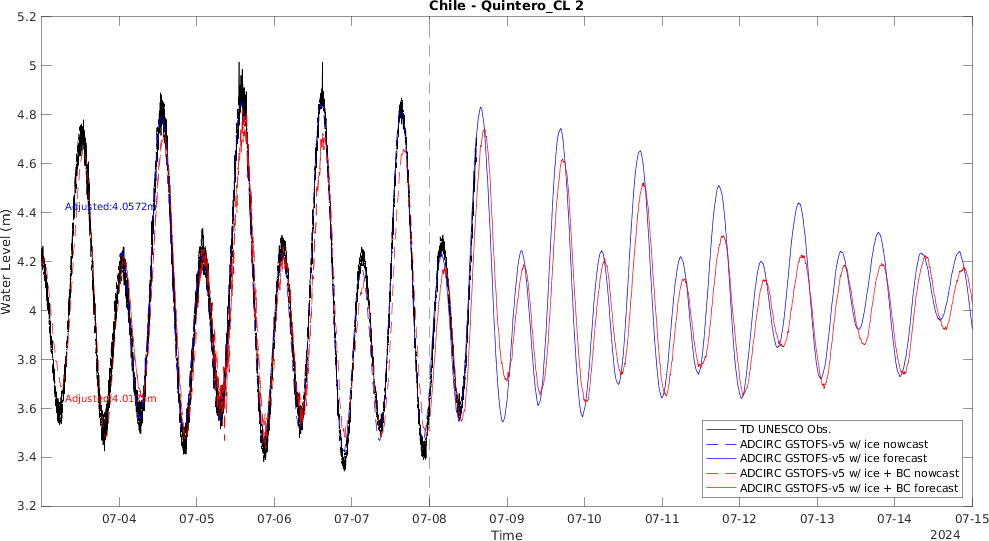 Chile - Quintero_CL 2
5.2
5
4.8
4.6
4.4
4.2
4
3.8
3.6
3.4
3.2
Water Level (m)
Adjusted:4.0572m
07-04
07-05
07-06
07-07
07-08
07-09
07-10
07-11
07-12
07-13
07-14
07-15
Time
2024
TD UNESCO Obs.
ADCIRC GSTOFS-v5 w/ ice nowcast
ADCIRC GSTOFS-v5 w/ ice forecast
ADCIRC GSTOFS-v5 w/ ice + BC nowcast
ADCIRC GSTOFS-v5 w/ ice + BC forecast